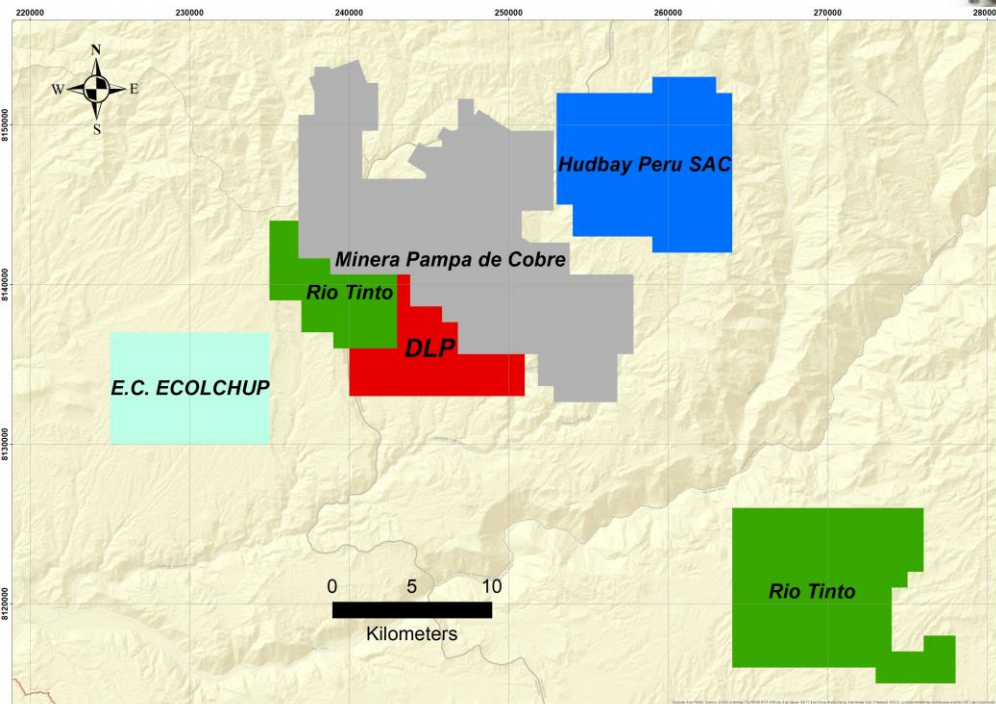 220000 230000 240000 250000 260000 270000 280000
N
W E
S
8150000
Hudbay Peru SAC
Minera Pampa de Cobre
8140000
Rio Tinto
DLP
E.C. ECOLCHUP
8130000
Rio Tinto
0 5 10
8120000
Kilometers